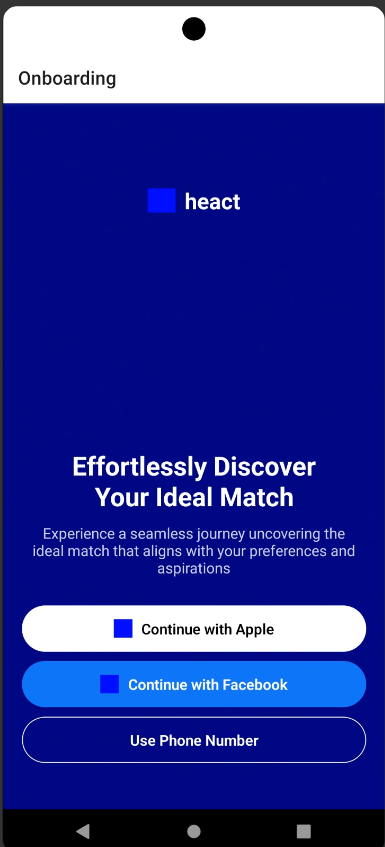 Onboarding
heact
Effortlessly Discover
Your Ideal Match
Experience a seamless journey uncovering the
ideal match that aligns with your preferences and
aspirations
Continue with Apple
Continue with Facebook
Use Phone Number